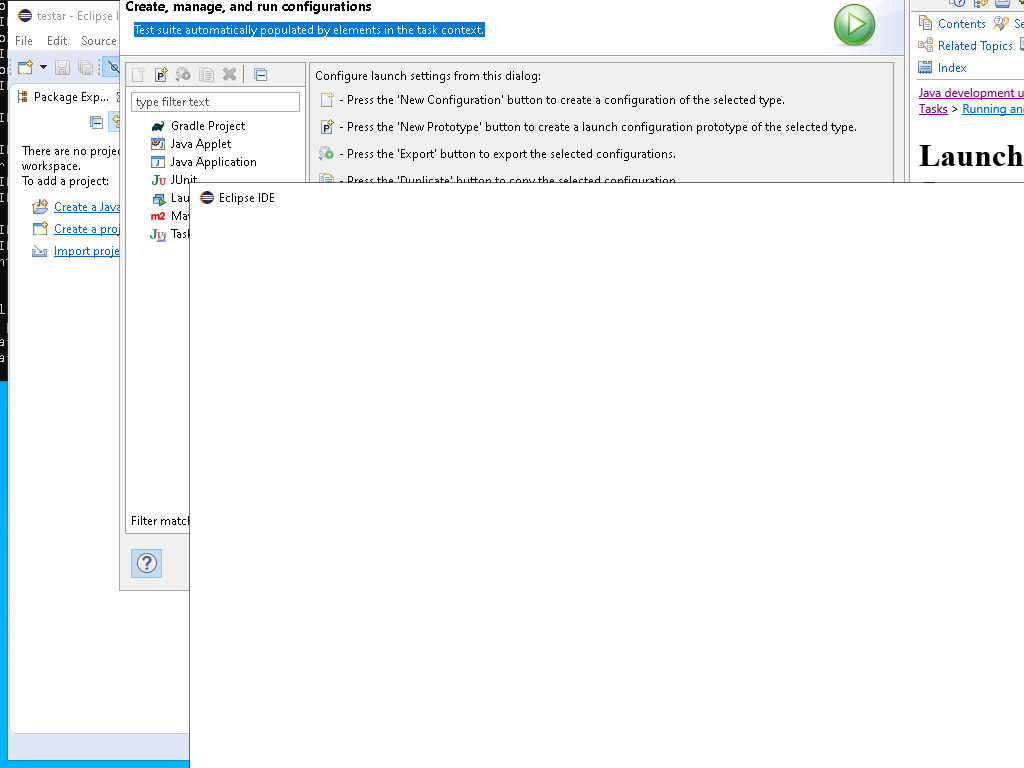 Create, manage, and run configurations
testar - Eclipse I
Test suite automatically populated by elements in the task context.
File Edit Source
Contents
Se
Related Topics
Index
Package Exp...
type filter text
Configure launch settings from this dialog:
- Press the 'New Configuration' button to create a configuration of the selected type.
- Press the 'New Prototype' button to create a launch configuration prototype of the selected type.
- Press the 'Export' button to export the selected configurations.
- Press the 'Duplicate' button to copy the selected configuration.
Java development u
Tasks > Running and
Launch
Gradle Project
Java Applet
Java Application
JUnit
Lau
m2 Mav
Task
There are no projec
workspace.
To add a project:
Create a Java
Create a proj
Import proje
Eclipse IDE
Filter match